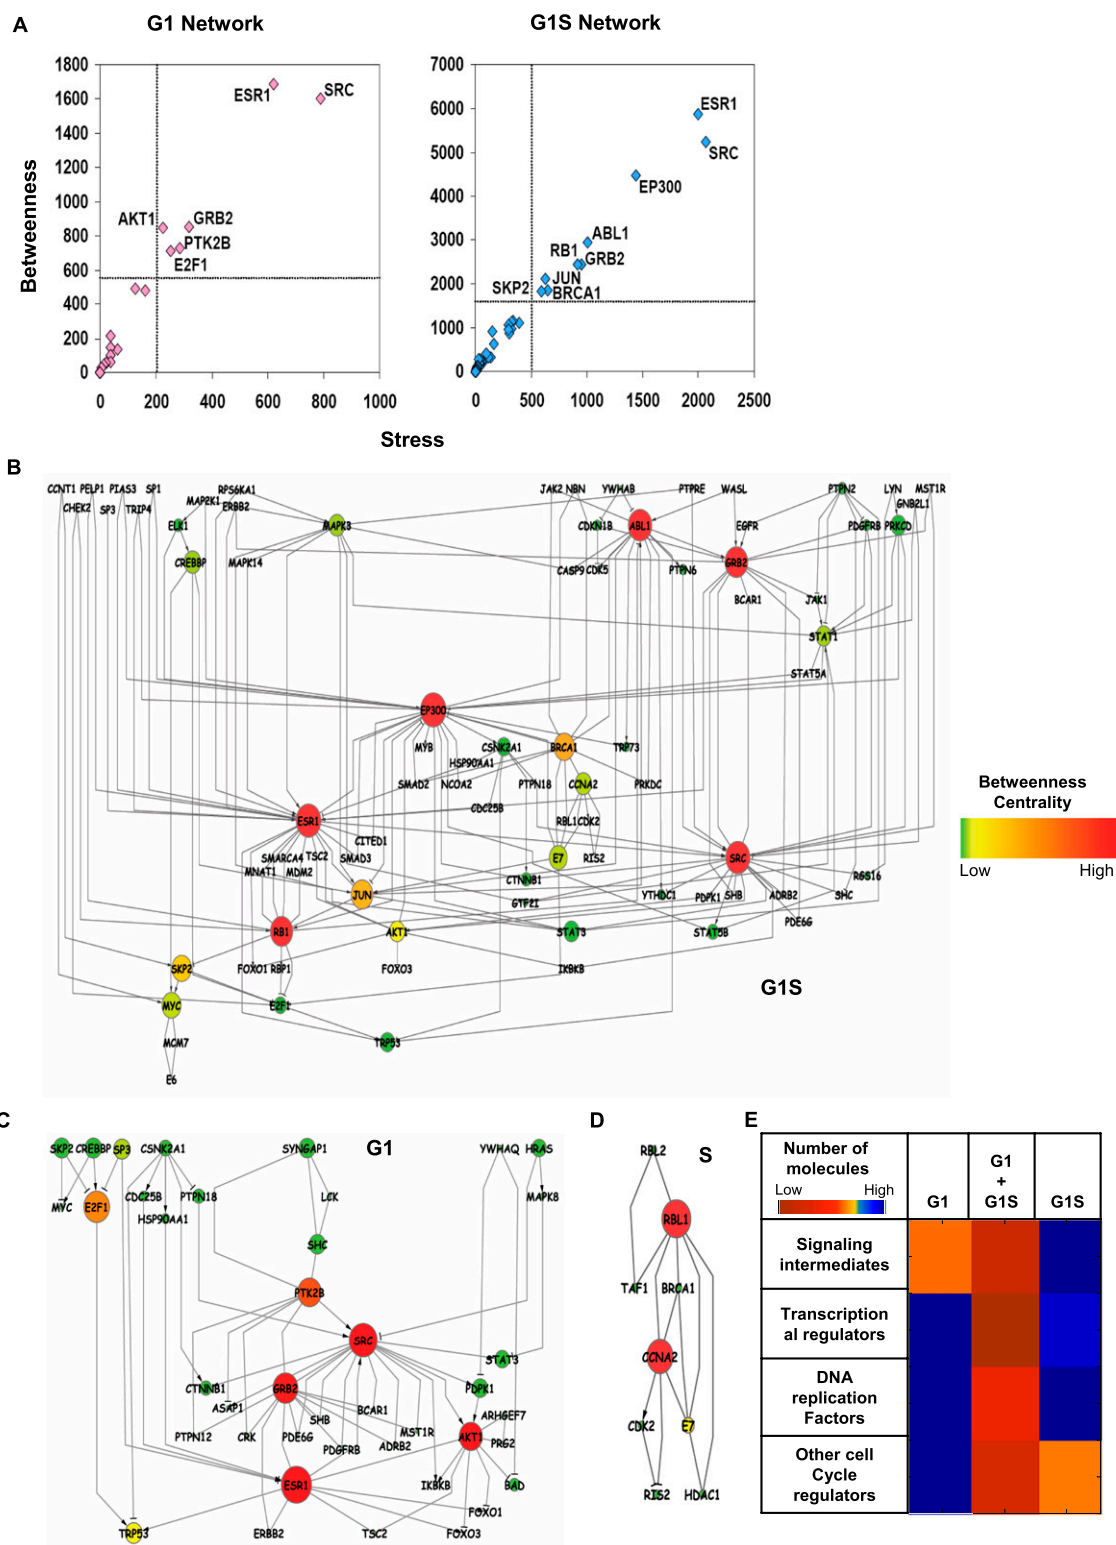 A
G1 Network
G1S Network
1800
1600
1400
1200
1000
800
600
400
200
0
0
200
400
600
800
1000
ESR1
SRC
AKT1
GRB2
PTK2B
E2F1
Betweenness
7000
6000
5000
4000
3000
2000
1000
0
0
500
1000
1500
2000
2500
ESR1
SRC
EP300
ABL1
RB1
GRB2
JUN
SKP2
BRCA1
Stress
B
CCNT1 PELP1 PIAS3 SP1 RPS6KA1 JAK2 NBN YWHAB PTPRE WASL PTPN2 LYN MST1R
CHEK2 SP3 TRIP4 MAP2K1 ERBB2 GNB2L1
ELK1 MAPK8 CDKN1B ABL1 EGFR PDGFRB PRKCD
CREBBP MAPK14 CASP9 CDK5 PTPN6 GRB2
BCAR1 JAK1
STAT1
STAT5A
EP300
MYB CSNK2A1 BRCA1 TRP73
HSP90AA1
SMAD2 NCOA2 PTPN18 CCNA2 PRKDC
CDC25B
ESR1 RBL1 CDK2
CITED1
SMARCA4 TSC2 SMAD3 E7 RIS2 SRC
MNAT1 MDM2 CTNNB1 RGS16
JUN GTF2I YTHDC1 PDPK1 SHB ADRB2 SHC
PDE6G
RB1 AKT1 STAT3 STAT5B
SKP2 FOXO1 RBP1 FOXO3 IKBKB
G1S
MYC E2F1
MCM7 TRP53
E6
Betweenness
Centrality
Low High
C
G1
SKP2 CREBBP SP3 CSNK2A1 SYNGAP1 YWHAQ HRAS
MYC E2F1 CDC25B PTPN18 LCK MAPK8
HSP90AA1
SHC
PTK2B
SRC
STAT3
CTNNB1 GRB2 PDPK1
ASAP1 BCAR1
SHB ARHGEF7
PTPN12 CRK PDE6G MST1R AKT1 PRG2
PDGFRB ADRB2
ESR1 IKBKB BAD
FOXO1
TRP53 ERBB2 TSC2 FOXO3
D
S
RBL2
RBL1
TAF1 BRCA1
CCNA2
CDK2 E7
RIS2 HDAC1
E
Number of
molecules
Low High
G1
G1
+
G1S
G1S
Signaling
intermediates
Transcription
al regulators
DNA
replication
Factors
Other cell
Cycle
regulators